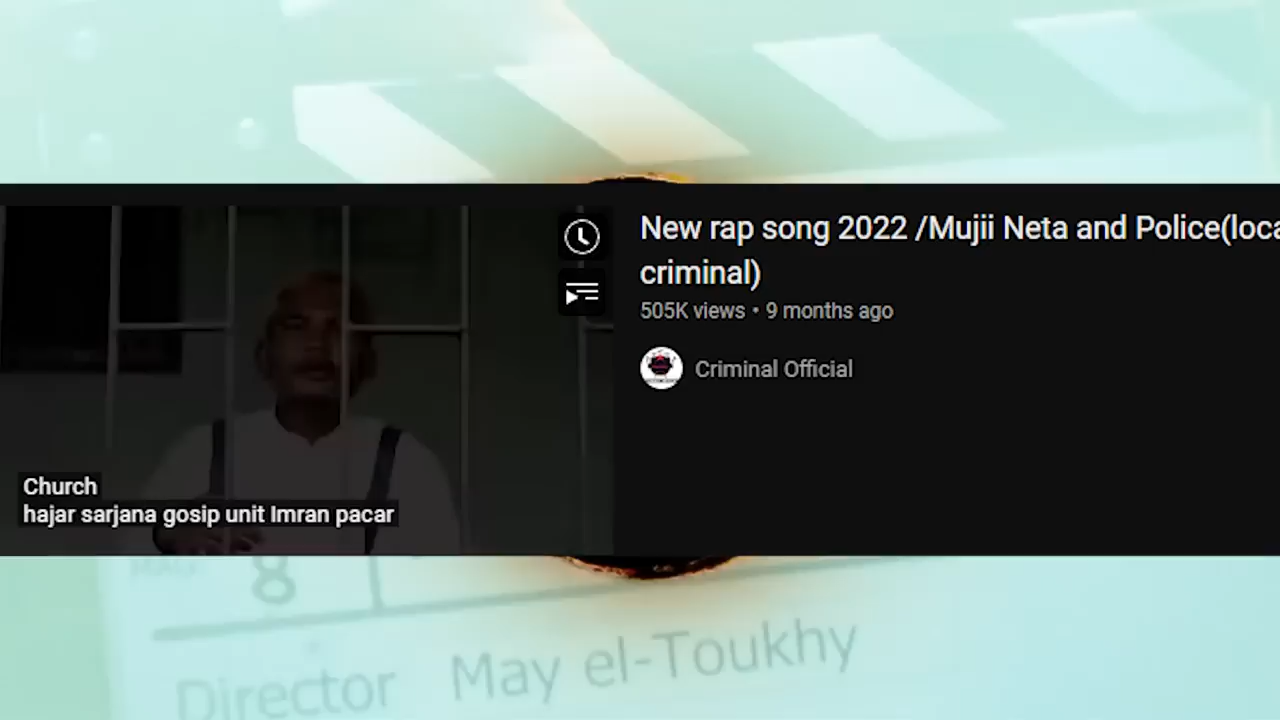 New rap song 2022 /Mujii Neta and Police(loca
criminal)
505K views • 9 months ago
Criminal Official
Church
hajar sarjana gosip unit Imran pacar
8
Director May el-Toukhy